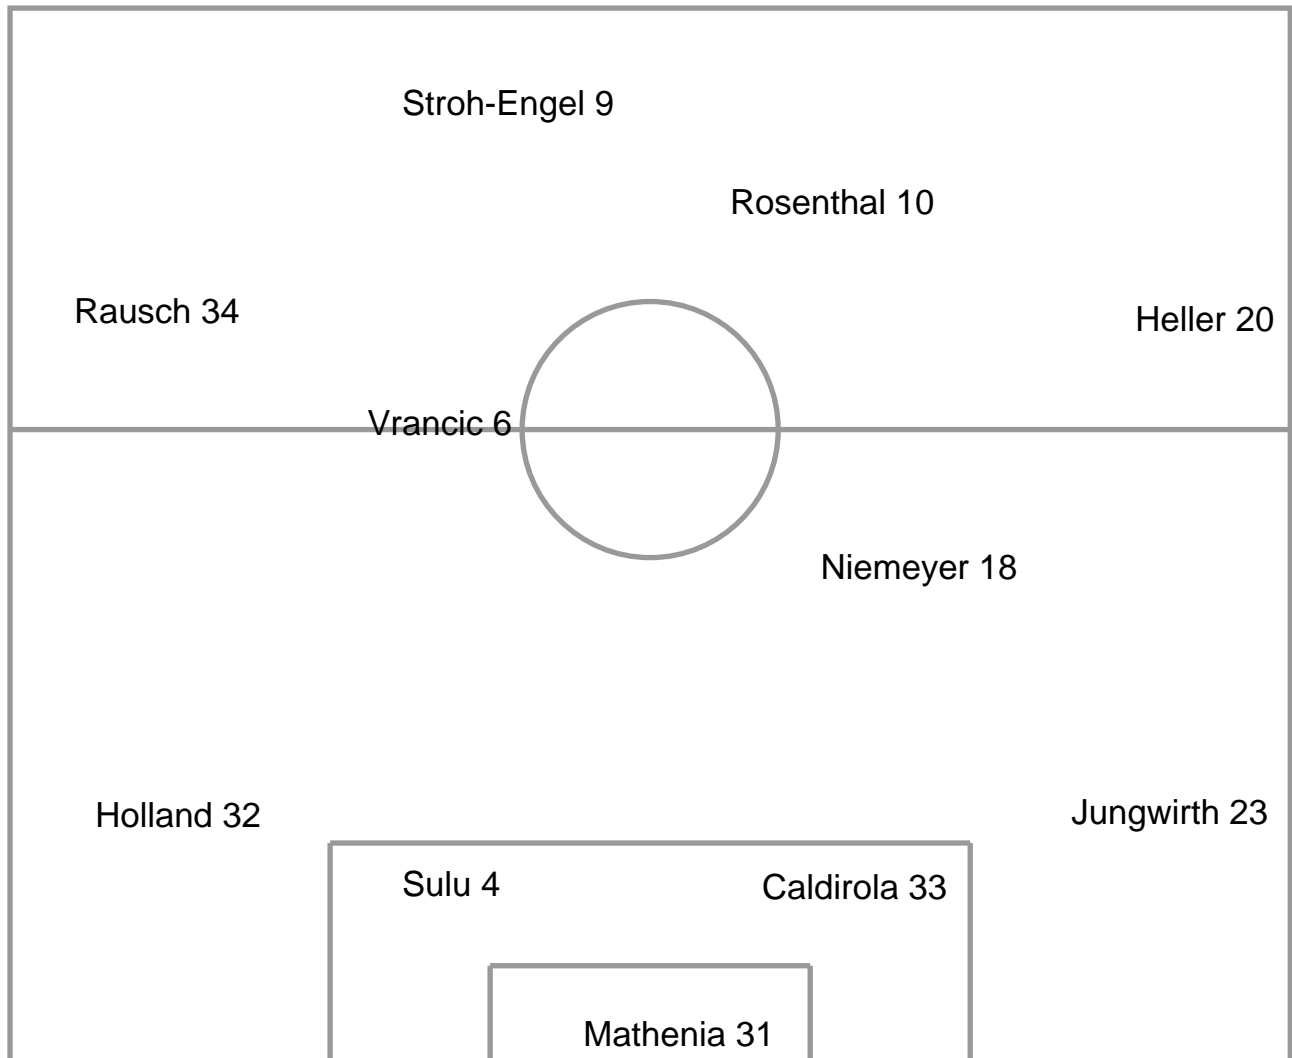 Stroh-Engel 9
Rosenthal 10
Rausch 34
Heller 20
Vrancic 6
Niemeyer 18
Holland 32
Jungwirth 23
Sulu 4
Caldirola 33
Mathenia 31